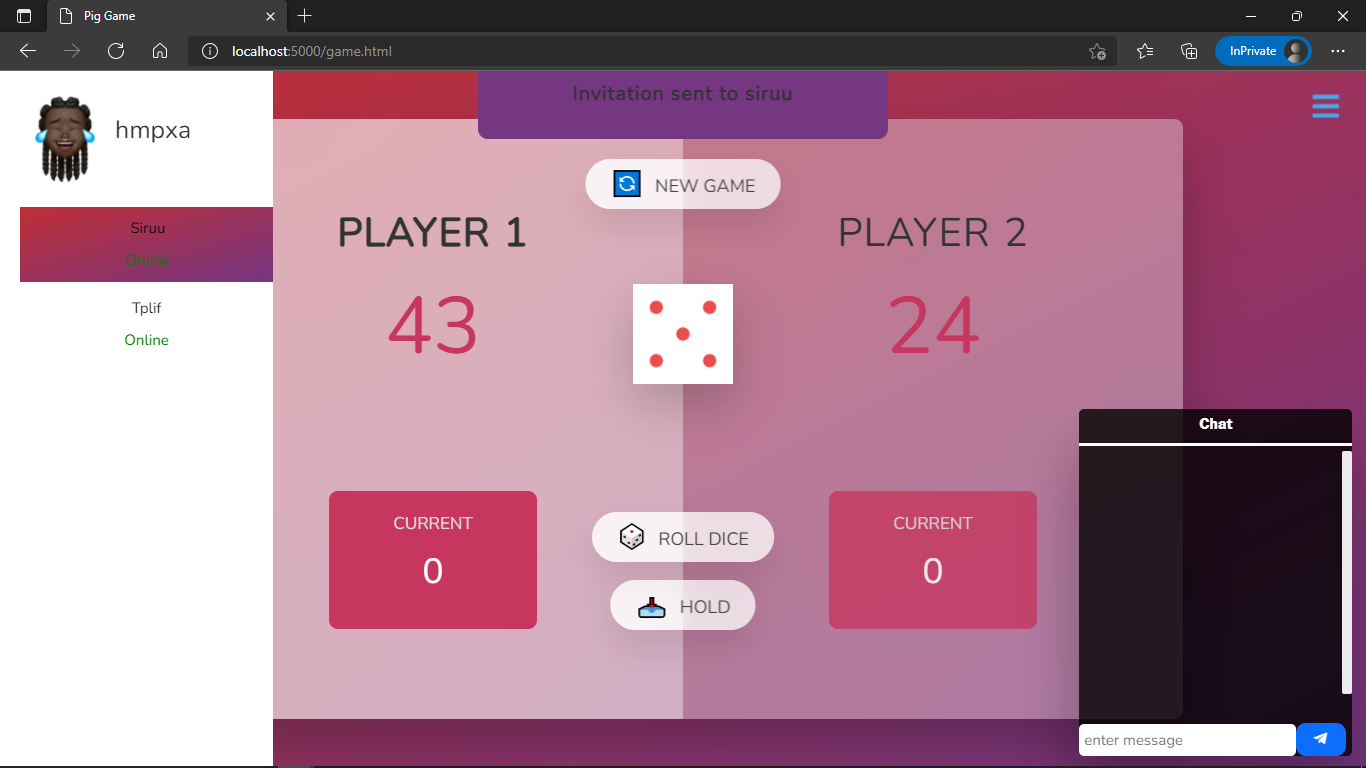 Pig Game
localhost:5000/game.html
InPrivate
hmpxa
Siruu
Online
Tplif
Online
Invitation sent to siruu
NEW GAME
PLAYER 1
43
PLAYER 2
24
CURRENT
0
ROLL DICE
HOLD
CURRENT
0
Chat
enter message